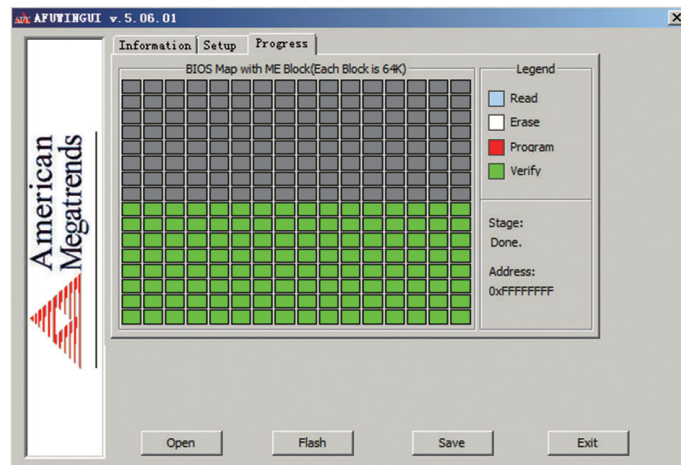 AFUWINGUI v.5.06.01
Information Setup Progress
BIOS Map with ME Block(Each Block is 64K)
Legend
Read
Erase
Program
Verify
Stage:
Done.
Address:
0xFFFFFFFF
American
Megatrends
Open Flash Save Exit